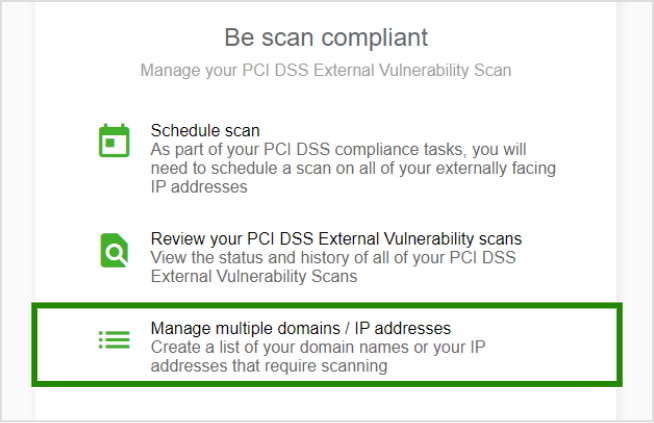 Be scan compliant
Manage your PCI DSS External Vulnerability Scan
Schedule scan
As part of your PCI DSS compliance tasks, you will
need to schedule a scan on all of your externally facing
IP addresses
Review your PCI DSS External Vulnerability scans
View the status and history of all of your PCI DSS
External Vulnerability Scans
Manage multiple domains / IP addresses
Create a list of your domain names or your IP
addresses that require scanning